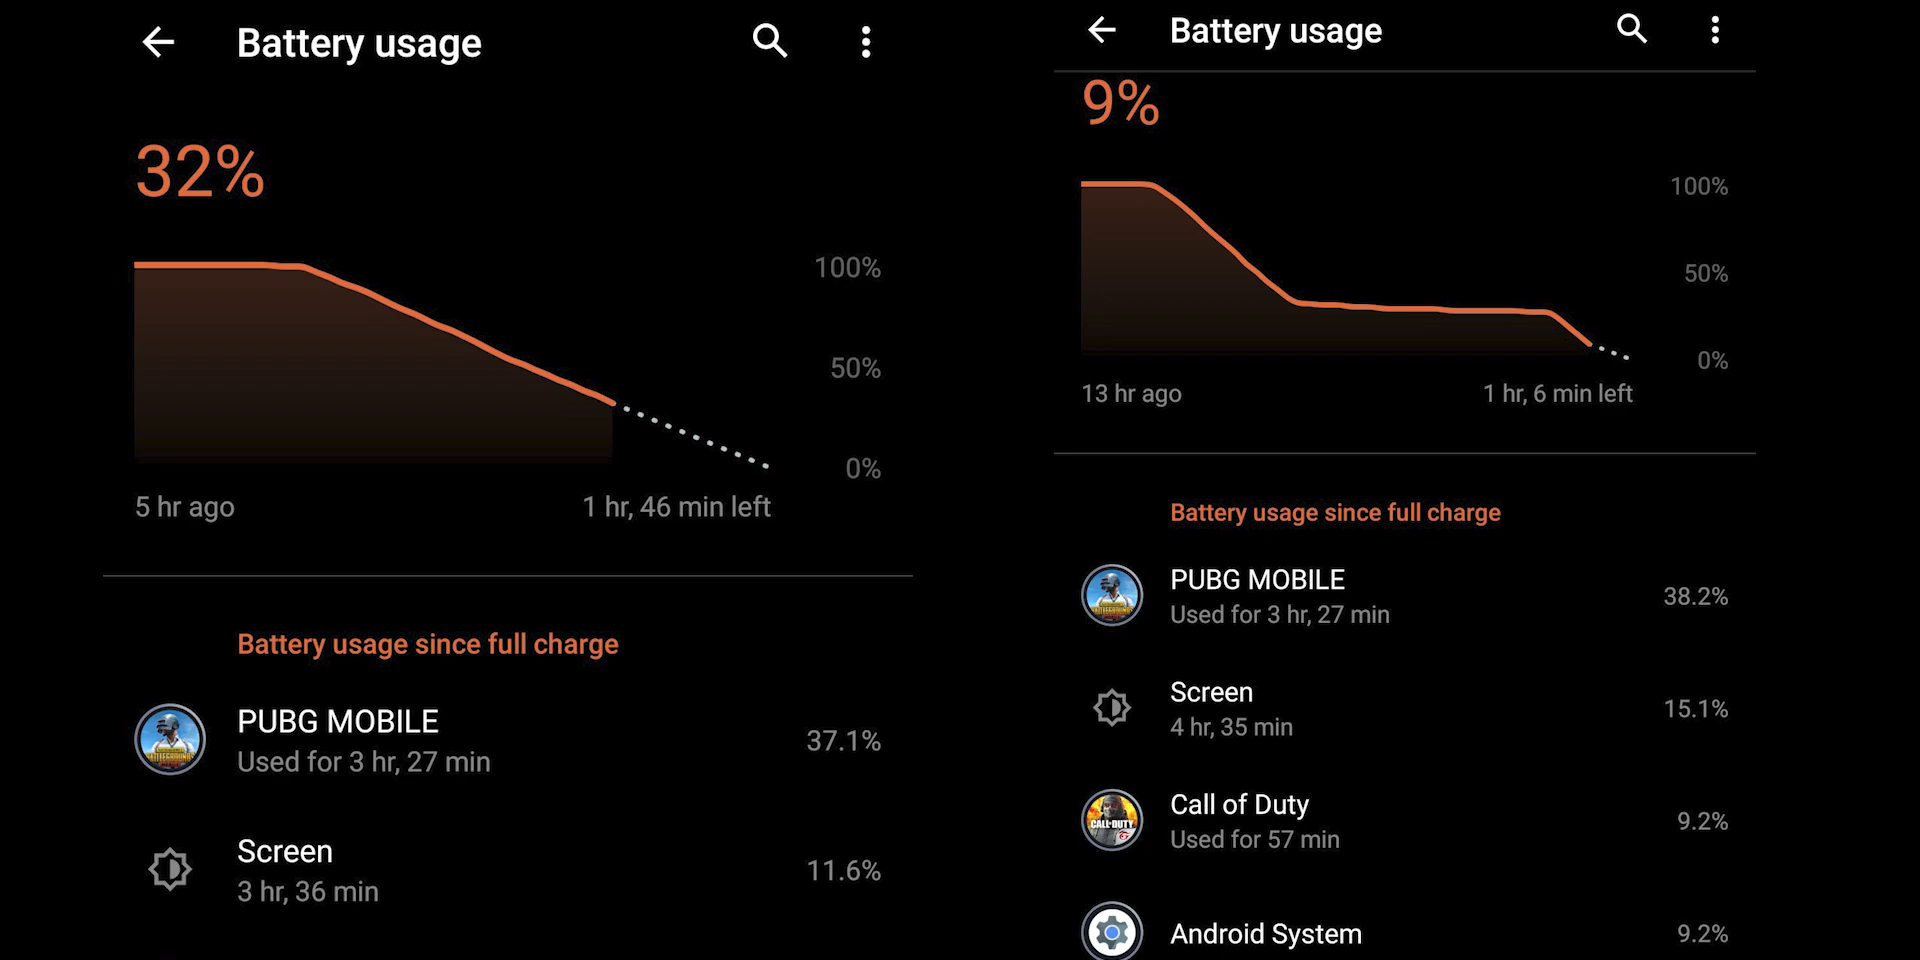 Battery usage
32%
100%
50%
0%
5 hr ago
1 hr, 46 min left
Battery usage since full charge
PUBG MOBILE
37.1%
Used for 3 hr, 27 min
Screen
11.6%
3 hr, 36 min
Battery usage
9%
100%
50%
0%
13 hr ago
1 hr, 6 min left
Battery usage since full charge
PUBG MOBILE
38.2%
Used for 3 hr, 27 min
Screen
15.1%
4 hr, 35 min
CALL OF DUTY
Call of Duty
9.2%
Used for 57 min
Android System
9.2%